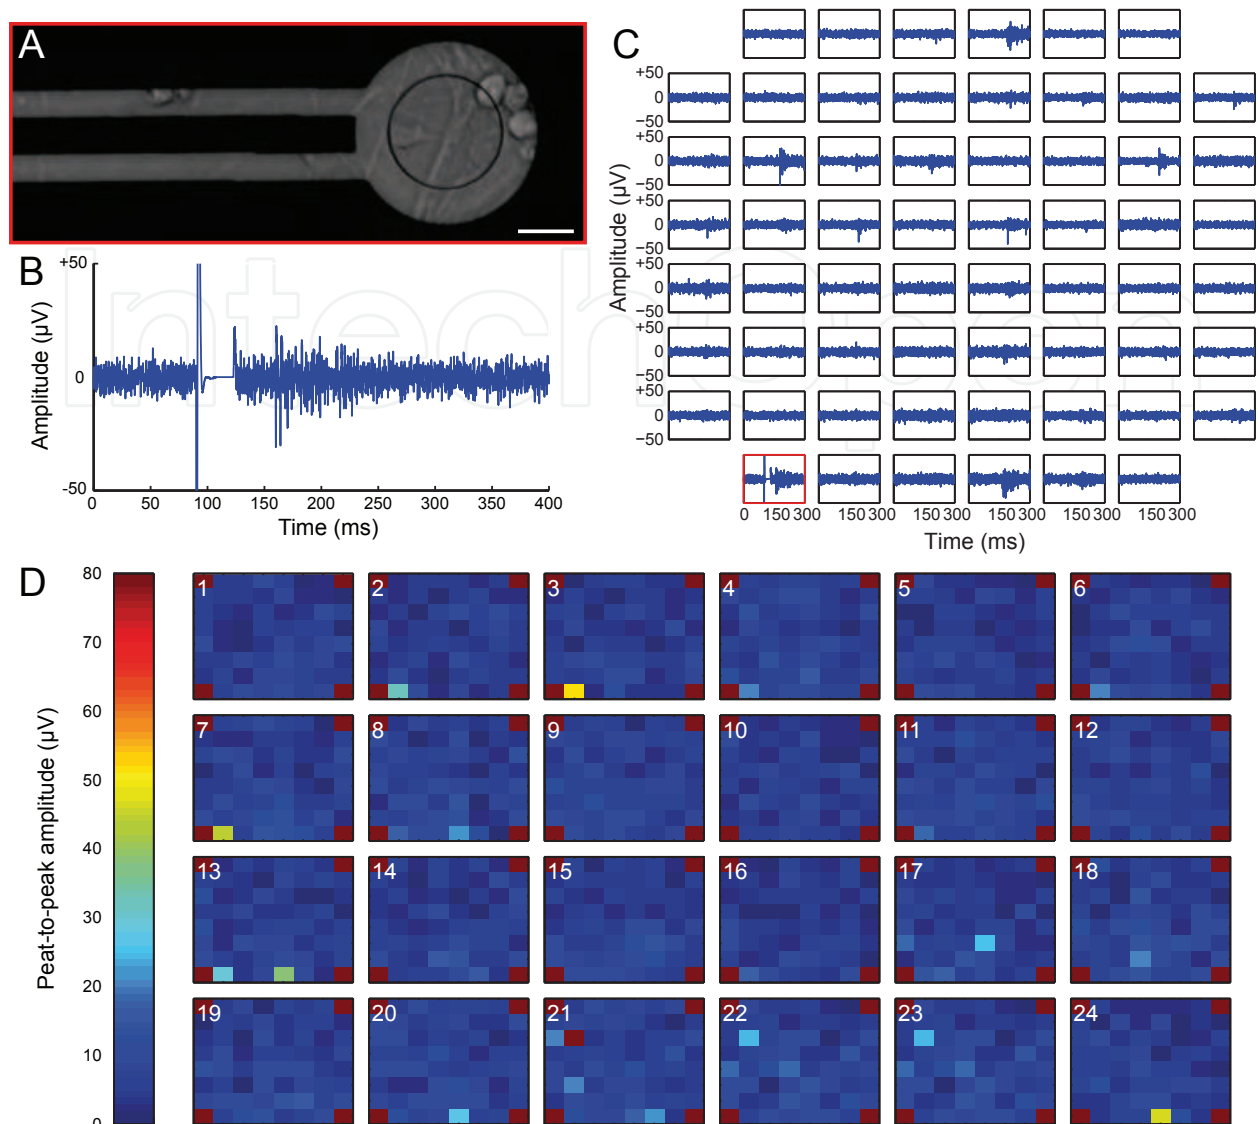 A
B
+50
0
-50
Amplitude (µV)
0 50 100 150 200 250 300 350 400
Time (ms)
C
+50
0
−50
+50
0
−50
+50
0
−50
+50
0
−50
+50
0
−50
+50
0
−50
Amplitude (µV)
0 150 300 150 300 150 300 150 300 150 300 150 300
Time (ms)
Intech Open
D
80
70
60
50
40
30
20
10
0
Peat-to-peak amplitude (µV)
1 2 3 4 5 6
7 8 9 10 11 12
13 14 15 16 17 18
19 20 21 22 23 24